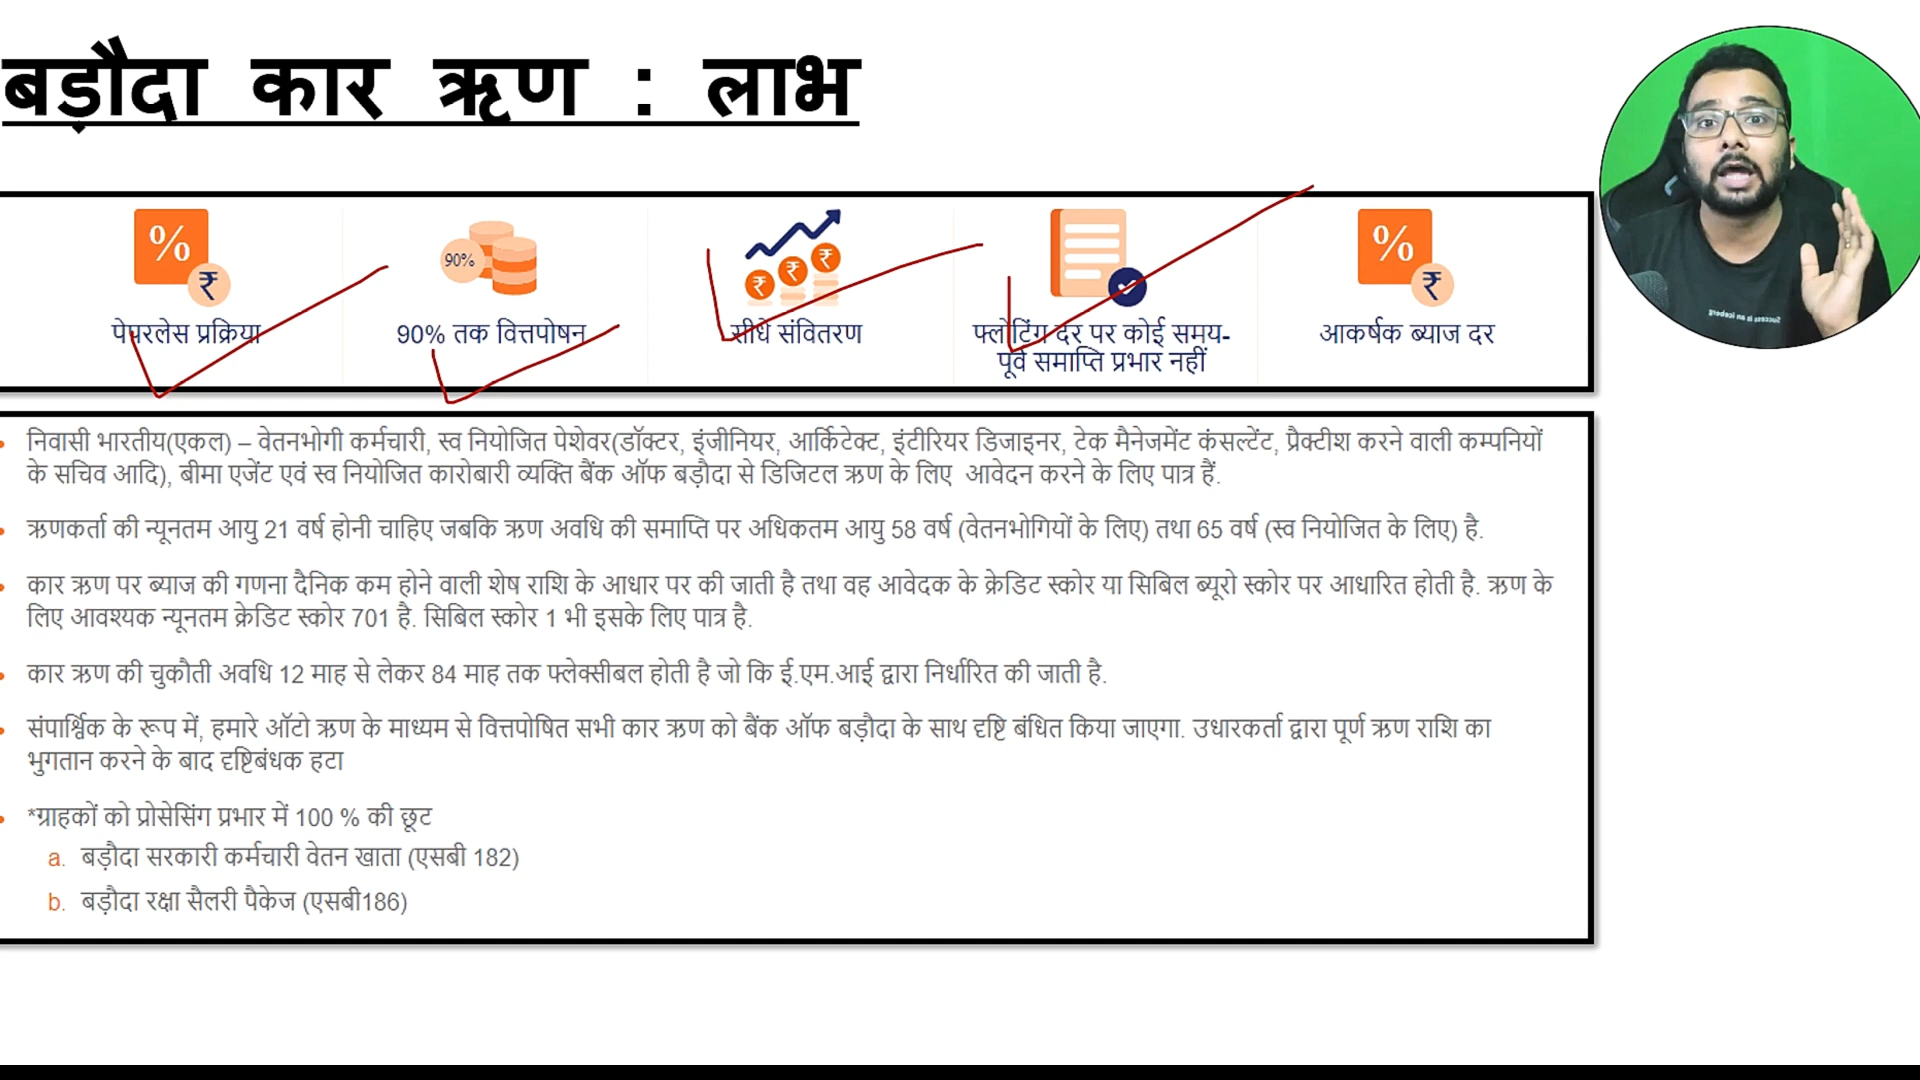 बड़ौदा कार ऋण : लाभ
%
₹
90%
₹ ₹ ₹
%
₹
पेपरलेस प्रक्रिया
90% तक वित्तपोषन
सीधे संवितरण
फ्लोटिंग दर पर कोई समय-
पूर्व समाप्ति प्रभार नहीं
आकर्षक ब्याज दर
Success is an iceberg
निवासी भारतीय(एकल) – वेतनभोगी कर्मचारी, स्व नियोजित पेशेवर(डॉक्टर, इंजीनियर, आर्किटेक्ट, इंटीरियर डिजाइनर, टेक मैनेजमेंट कंसल्टेंट, प्रैक्टीश करने वाली कम्पनियों
के सचिव आदि), बीमा एजेंट एवं स्व नियोजित कारोबारी व्यक्ति बैंक ऑफ बड़ौदा से डिजिटल ऋण के लिए आवेदन करने के लिए पात्र हैं.
ऋणकर्ता की न्यूनतम आयु 21 वर्ष होनी चाहिए जबकि ऋण अवधि की समाप्ति पर अधिकतम आयु 58 वर्ष (वेतनभोगियों के लिए) तथा 65 वर्ष (स्व नियोजित के लिए) है.
कार ऋण पर ब्याज की गणना दैनिक कम होने वाली शेष राशि के आधार पर की जाती है तथा वह आवेदक के क्रेडिट स्कोर या सिबिल ब्यूरो स्कोर पर आधारित होती है. ऋण के
लिए आवश्यक न्यूनतम क्रेडिट स्कोर 701 है. सिबिल स्कोर 1 भी इसके लिए पात्र है.
कार ऋण की चुकौती अवधि 12 माह से लेकर 84 माह तक फ्लेक्सीबल होती है जो कि ई.एम.आई द्वारा निर्धारित की जाती है.
संपार्श्विक के रूप में, हमारे ऑटो ऋण के माध्यम से वित्तपोषित सभी कार ऋण को बैंक ऑफ बड़ौदा के साथ दृष्टि बंधित किया जाएगा. उधारकर्ता द्वारा पूर्ण ऋण राशि का
भुगतान करने के बाद दृष्टिबंधक हटा
*ग्राहकों को प्रोसेसिंग प्रभार में 100 % की छूट
a. बड़ौदा सरकारी कर्मचारी वेतन खाता (एसबी 182)
b. बड़ौदा रक्षा सैलरी पैकेज (एसबी186)